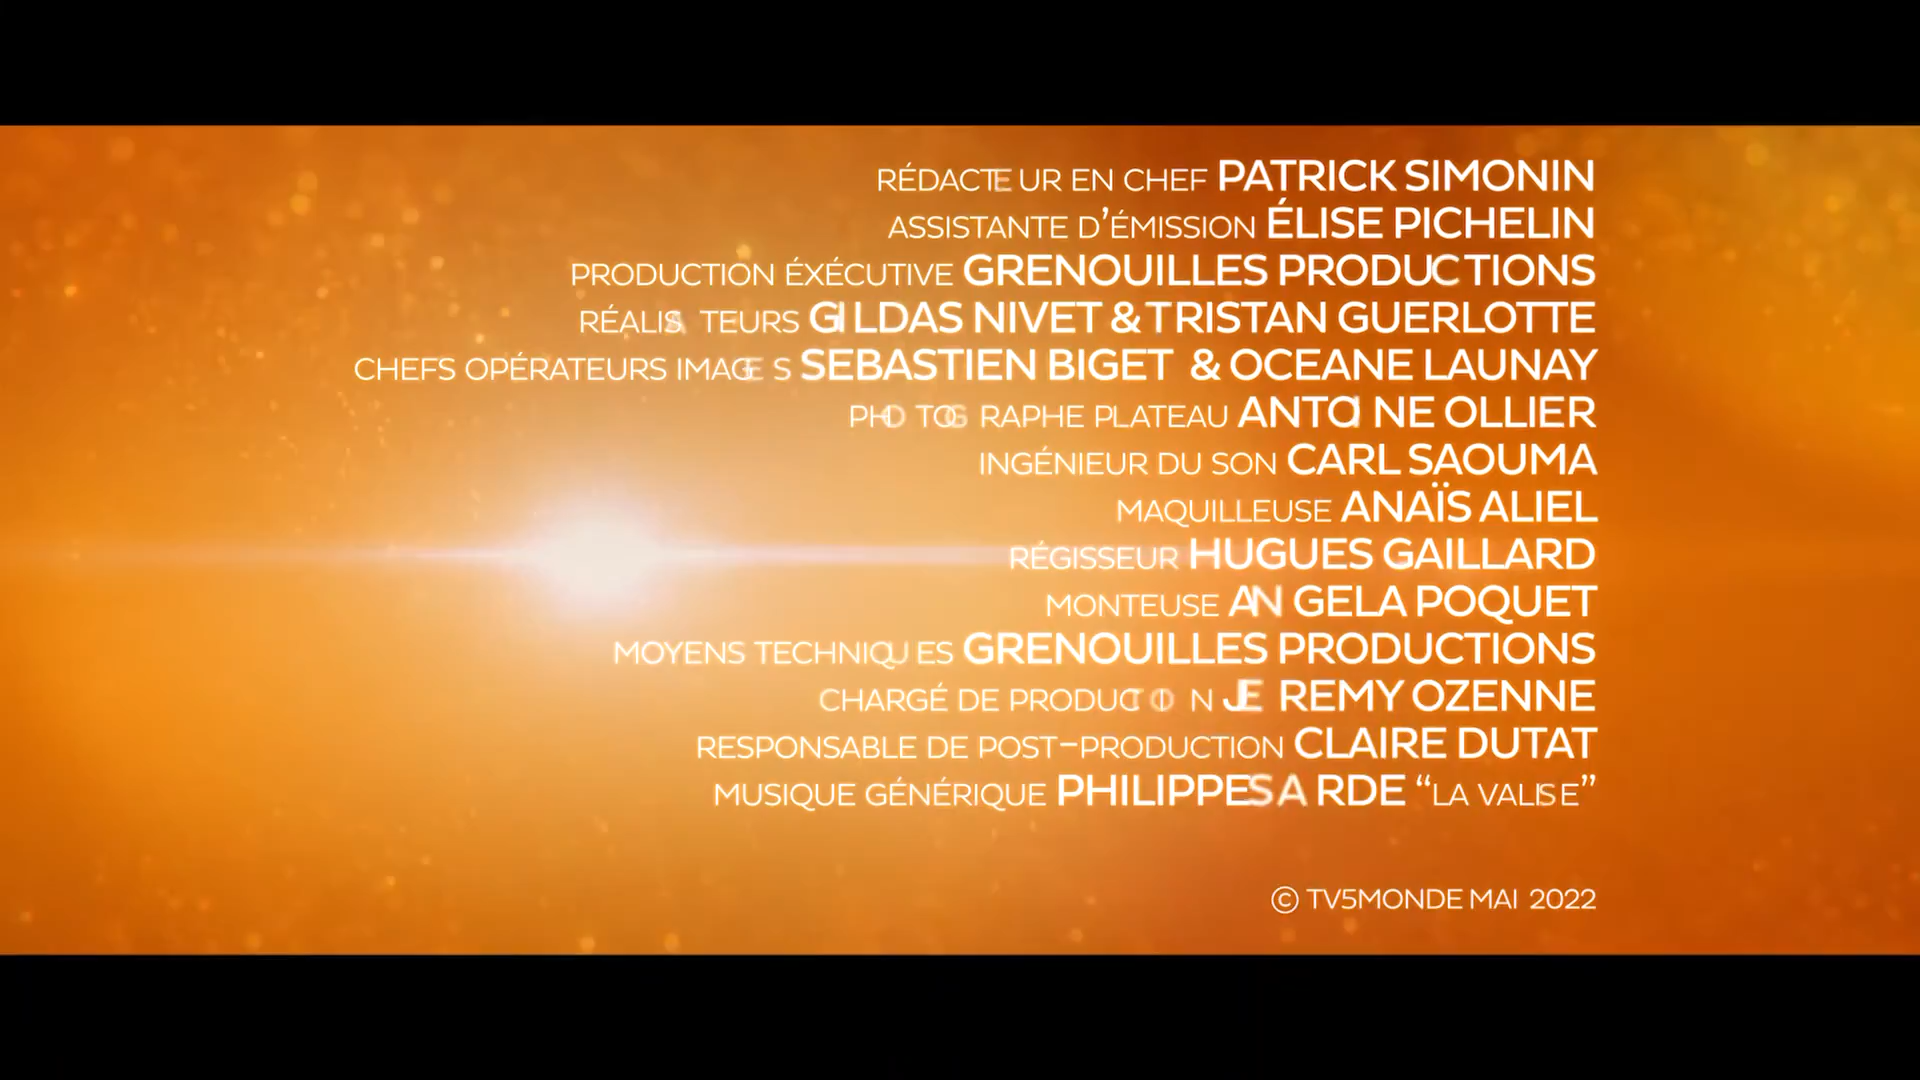 RÉDACTEUR EN CHEF PATRICK SIMONIN
ASSISTANTE D'ÉMISSION ÉLISE PICHELIN
PRODUCTION ÉXÉCUTIVE GRENOUILLES PRODUCTIONS
RÉALISATEURS GILDAS NIVET & TRISTAN GUERLOTTE
CHEFS OPÉRATEURS IMAGES SEBASTIEN BIGET & OCEANE LAUNAY
PHOTOGRAPHE PLATEAU ANTOINE OLLIER
INGÉNIEUR DU SON CARL SAOUMA
MAQUILLEUSE ANAÏS ALIEL
RÉGISSEUR HUGUES GAILLARD
MONTEUSE ANGELA POQUET
MOYENS TECHNIQUES GRENOUILLES PRODUCTIONS
CHARGÉ DE PRODUCTION JEREMY OZENNE
RESPONSABLE DE POST-PRODUCTION CLAIRE DUTAT
MUSIQUE GÉNÉRIQUE PHILIPPE SARDE “LA VALISE”
© TV5MONDE MAI 2022